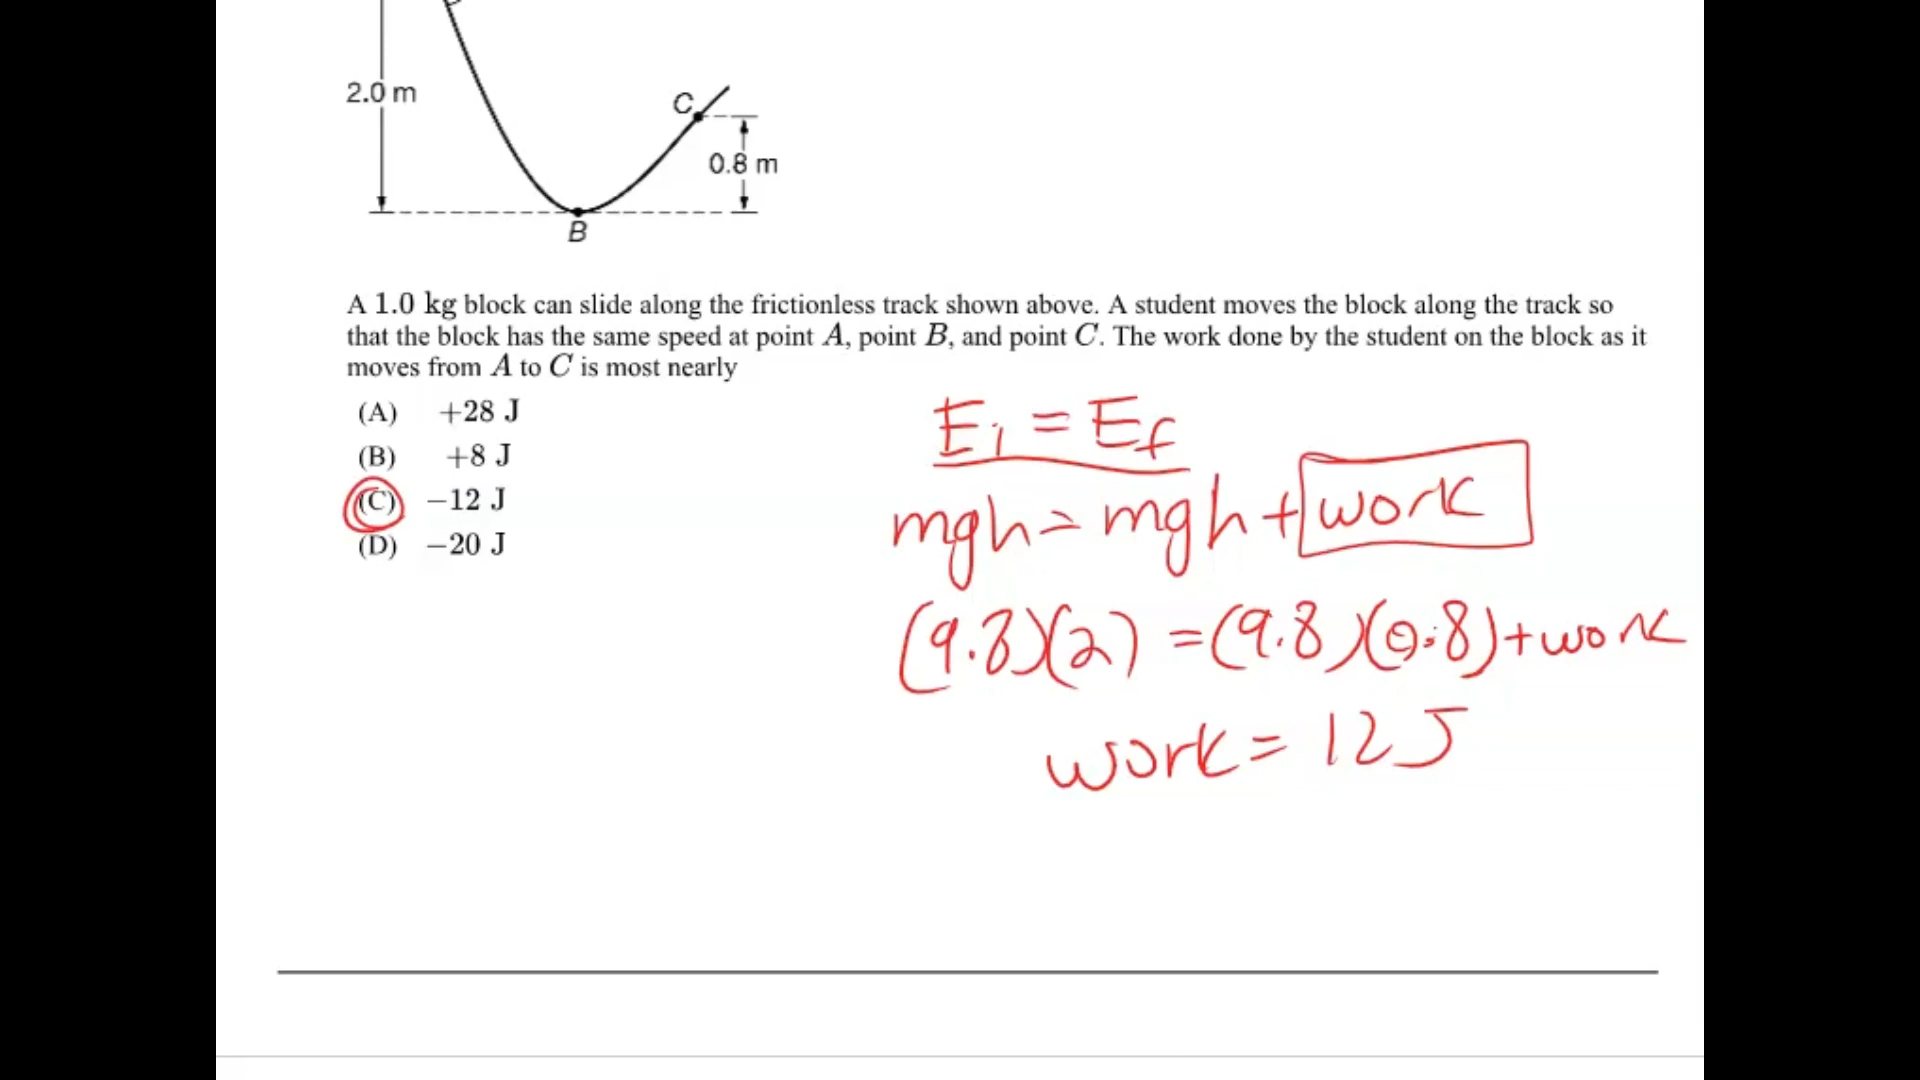 2.0 m
C
0.8 m
B
A 1.0 kg block can slide along the frictionless track shown above. A student moves the block along the track so
that the block has the same speed at point A, point B, and point C. The work done by the student on the block as it
moves from A to C is most nearly
(A) +28 J
(B) +8 J
(C) −12 J
(D) −20 J
Ei = Ef
mgh = mgh + work
(9.8)(2) = (9.8)(0.8) + work
work = 12 J